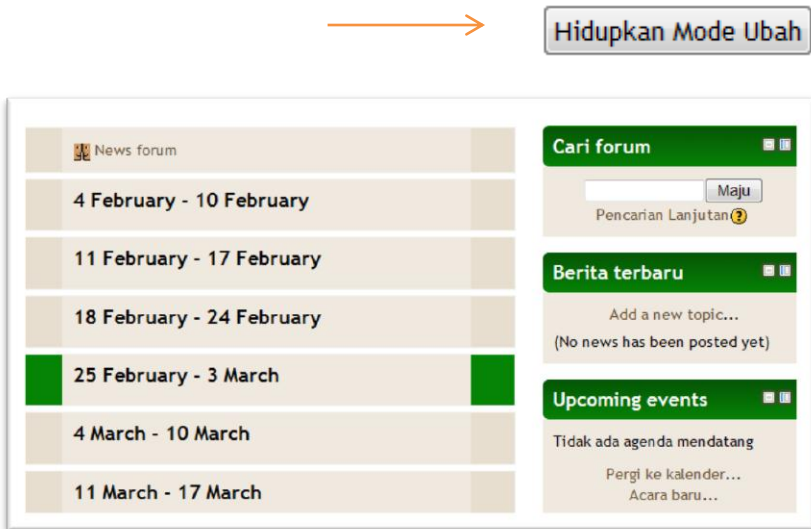 Hidupkan Mode Ubah
News forum
4 February - 10 February
11 February - 17 February
18 February - 24 February
25 February - 3 March
4 March - 10 March
11 March - 17 March
Cari forum
Maju
Pencarian Lanjutan?
Berita terbaru
Add a new topic...
(No news has been posted yet)
Upcoming events
Tidak ada agenda mendatang
Pergi ke kalender...
Acara baru...